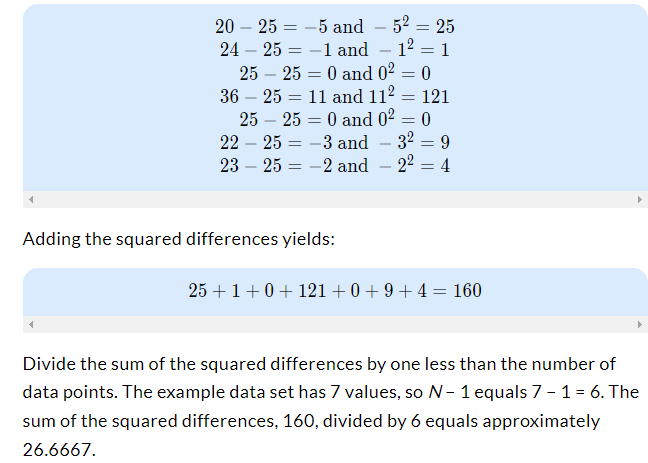 20 − 25 = −5 and − 5² = 25
24 − 25 = −1 and − 1² = 1
25 − 25 = 0 and 0² = 0
36 − 25 = 11 and 11² = 121
25 − 25 = 0 and 0² = 0
22 − 25 = −3 and − 3² = 9
23 − 25 = −2 and − 2² = 4
Adding the squared differences yields:
25 + 1 + 0 + 121 + 0 + 9 + 4 = 160
Divide the sum of the squared differences by one less than the number of
data points. The example data set has 7 values, so N – 1 equals 7 – 1 = 6. The
sum of the squared differences, 160, divided by 6 equals approximately
26.6667.